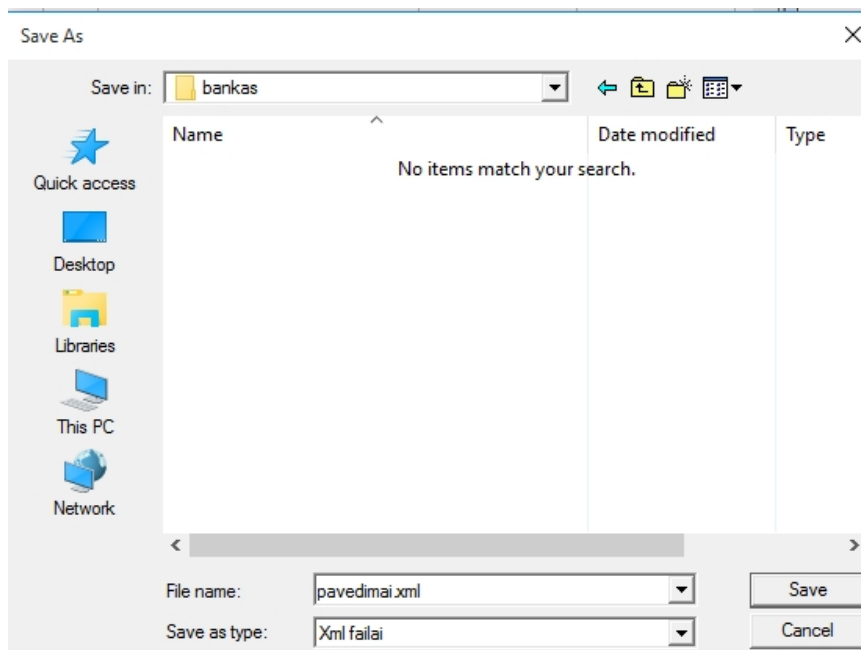 Save As
Save in: bankas
Name Date modified Type
No items match your search.
Quick access
Desktop
Libraries
This PC
Network
File name: pavedimai.xml Save
Save as type: Xml failai Cancel